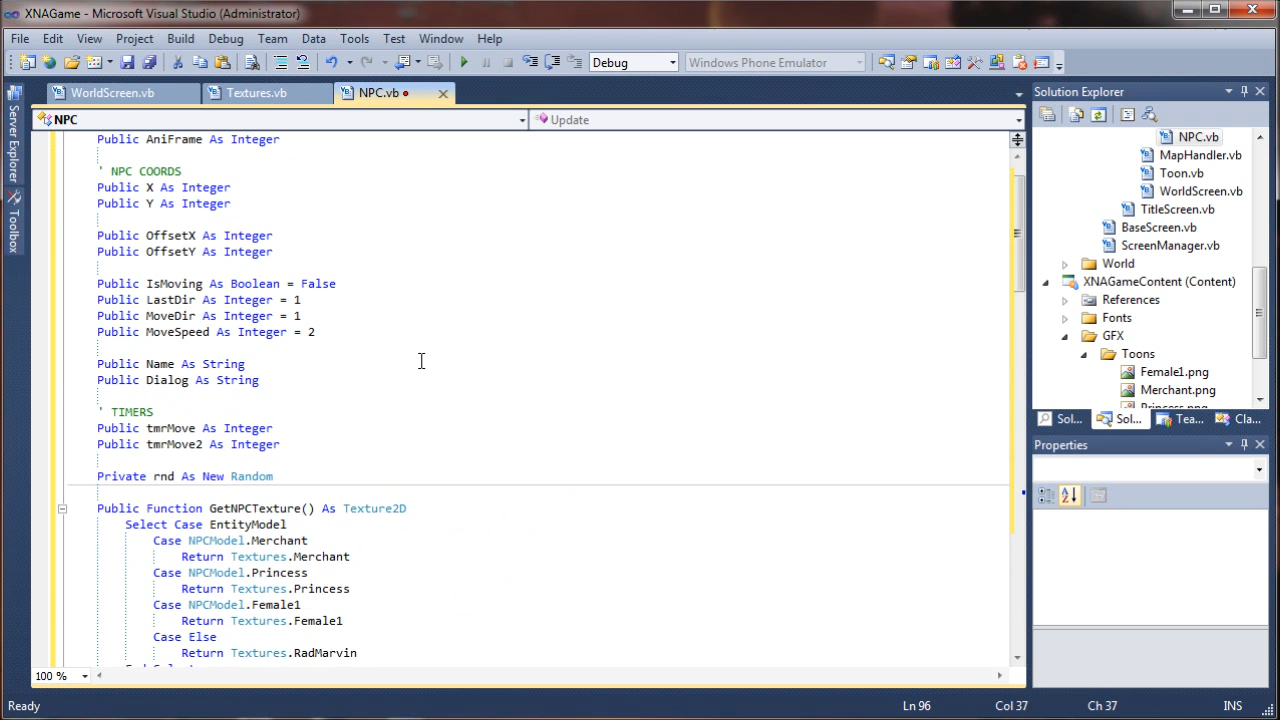 XNAGame - Microsoft Visual Studio (Administrator)
File Edit View Project Build Debug Team Data Tools Test Window Help
Debug Windows Phone Emulator
WorldScreen.vb Textures.vb NPC.vb
NPC Update
Server Explorer
Toolbox
Public AniFrame As Integer
' NPC COORDS
Public X As Integer
Public Y As Integer
Public OffsetX As Integer
Public OffsetY As Integer
Public IsMoving As Boolean = False
Public LastDir As Integer = 1
Public MoveDir As Integer = 1
Public MoveSpeed As Integer = 2
Public Name As String
Public Dialog As String
' TIMERS
Public tmrMove As Integer
Public tmrMove2 As Integer
Private rnd As New Random
Public Function GetNPCTexture() As Texture2D
Select Case EntityModel
Case NPCModel.Merchant
Return Textures.Merchant
Case NPCModel.Princess
Return Textures.Princess
Case NPCModel.Female1
Return Textures.Female1
Case Else
Return Textures.RadMarvin
End Select
100 %
Solution Explorer
NPC.vb
MapHandler.vb
Toon.vb
WorldScreen.vb
TitleScreen.vb
BaseScreen.vb
ScreenManager.vb
World
XNAGameContent (Content)
References
Fonts
GFX
Toons
Female1.png
Merchant.png
Princess.png
Sol... Sol... Tea... Cla...
Properties
Ready Ln 96 Col 37 Ch 37 INS